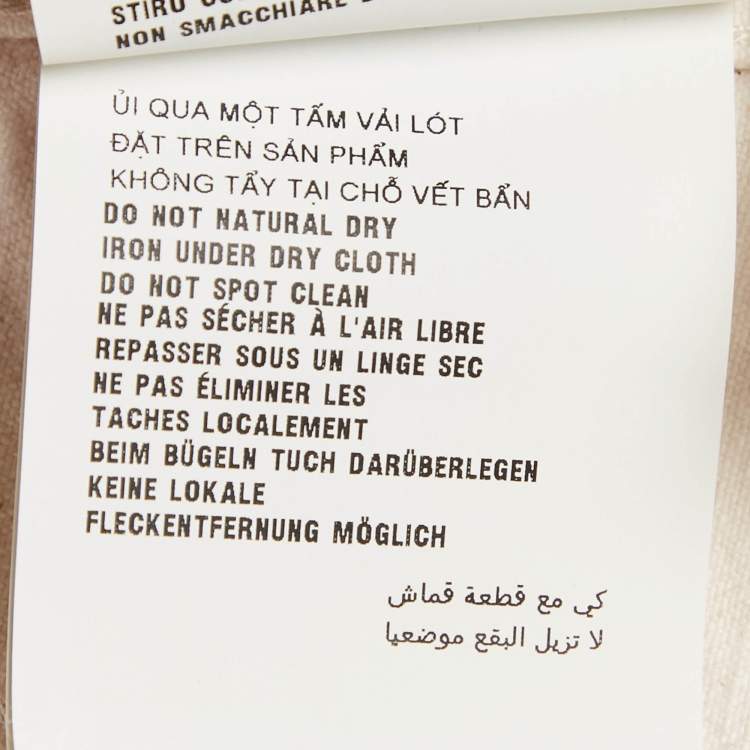 STIRO
NON SMACCHIARE
ỦI QUA MỘT TẤM VẢI LÓT
ĐẶT TRÊN SẢN PHẨM
KHÔNG TẨY TẠI CHỖ VẾT BẨN
DO NOT NATURAL DRY
IRON UNDER DRY CLOTH
DO NOT SPOT CLEAN
NE PAS SÉCHER À L'AIR LIBRE
REPASSER SOUS UN LINGE SEC
NE PAS ÉLIMINER LES
TACHES LOCALEMENT
BEIM BÜGELN TUCH DARÜBERLEGEN
KEINE LOKALE
FLECKENTFERNUNG MÖGLICH
كي مع قطعة قماش
لا تزيل البقع موضعيا